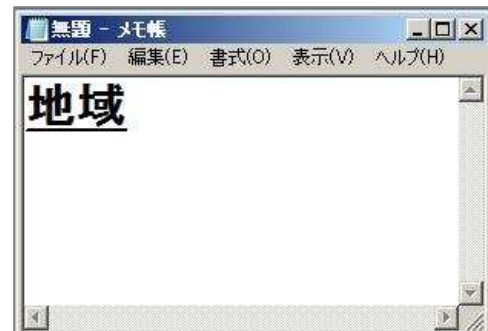 無題 - メモ帳
ファイル(F) 編集(E) 書式(O) 表示(V) ヘルプ(H)
地域